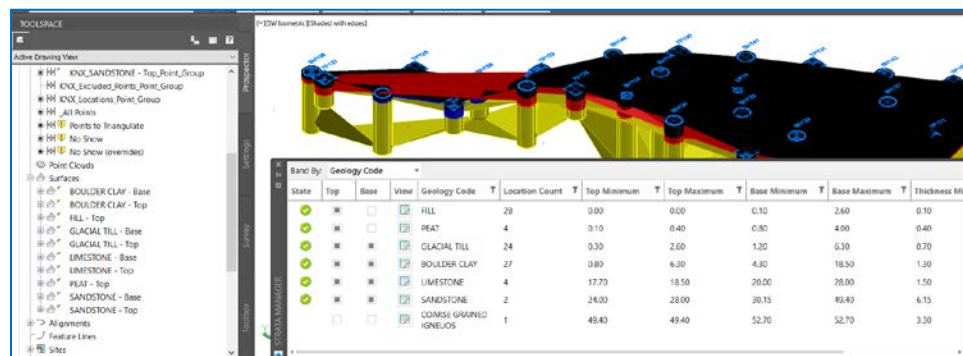 TOOLSPACE
Active Drawing View
KNX_SANDSTONE - Top_Point_Group
KNX_Excluded_Points_Point_Group
KNX_Locations_Point_Group
_All Points
Points to Triangulate
No Show
No Show (overrides)
Point Clouds
Surfaces
BOULDER CLAY - Base
BOULDER CLAY - Top
FILL - Top
GLACIAL TILL - Base
GLACIAL TILL - Top
LIMESTONE - Base
LIMESTONE - Top
PEAT - Top
SANDSTONE - Base
SANDSTONE - Top
Alignments
Feature Lines
Sites
Prospector
Settings
Survey
Toolbox
[-][SW Isometric][Shaded with edges]
STRATA MANAGER
Band By: Geology Code
State Top Base View Geology Code Location Count Top Minimum Top Maximum Base Minimum Base Maximum Thickness Mi
FILL 28 0.00 0.00 0.10 2.60 0.10
PEAT 4 0.10 0.40 0.80 4.00 0.40
GLACIAL TILL 24 0.30 2.60 1.20 6.30 0.70
BOULDER CLAY 27 0.80 6.30 4.30 18.50 1.30
LIMESTONE 4 17.70 18.50 20.00 28.00 1.50
SANDSTONE 2 24.00 28.00 30.15 49.40 6.15
COARSE GRAINED
IGNEUOS 1 49.40 49.40 52.70 52.70 3.30